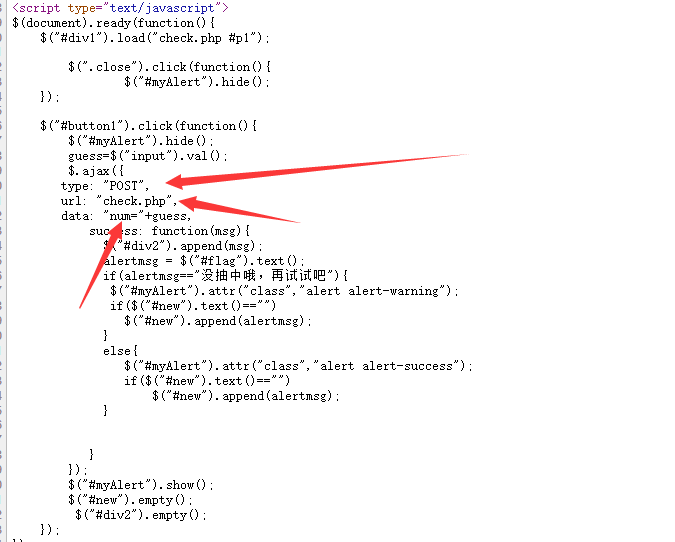 <script type="text/javascript">
$(document).ready(function(){
    $("#div1").load("check.php #p1");
        $(".close").click(function(){
                $("#myAlert").hide();
    });
    $("#button1").click(function(){
        $("#myAlert").hide();
        guess=$("input").val();
        $.ajax({
       type: "POST",
       url: "check.php",
       data: "num="+guess,
           success: function(msg){
             $("#div2").append(msg);
             alertmsg = $("#flag").text();
             if(alertmsg=="没抽中哦，再试试吧"){
              $("#myAlert").attr("class","alert alert-warning");
              if($("#new").text()=="")
                $("#new").append(alertmsg);
             }
             else{
                $("#myAlert").attr("class","alert alert-success");
                if($("#new").text()=="")
                    $("#new").append(alertmsg);
             }
           }
        });
        $("#myAlert").show();
        $("#new").empty();
         $("#div2").empty();
    });